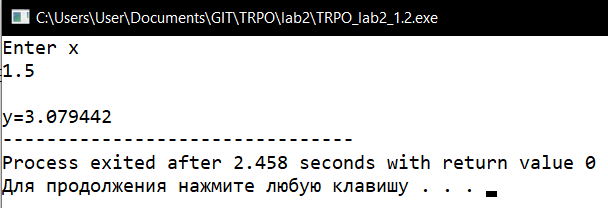 C:\Users\User\Documents\GIT\TRPO\lab2\TRPO_lab2_1.2.exe
Enter x
1.5
y=3.079442
--------------------------------
Process exited after 2.458 seconds with return value 0
Для продолжения нажмите любую клавишу . . .